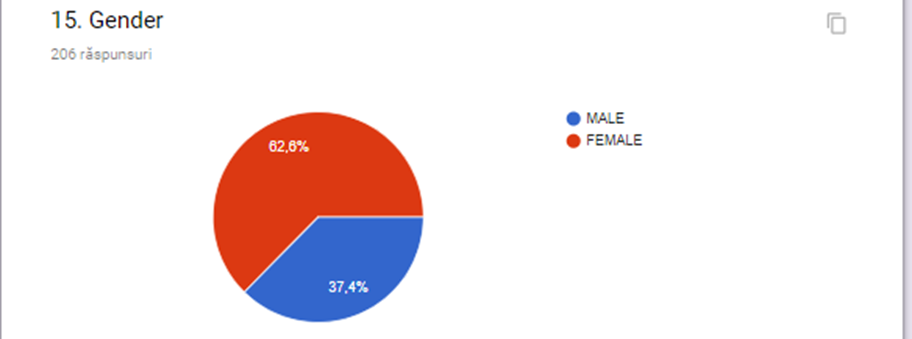 15. Gender
206 răspunsuri
MALE
FEMALE
62,6%
37,4%